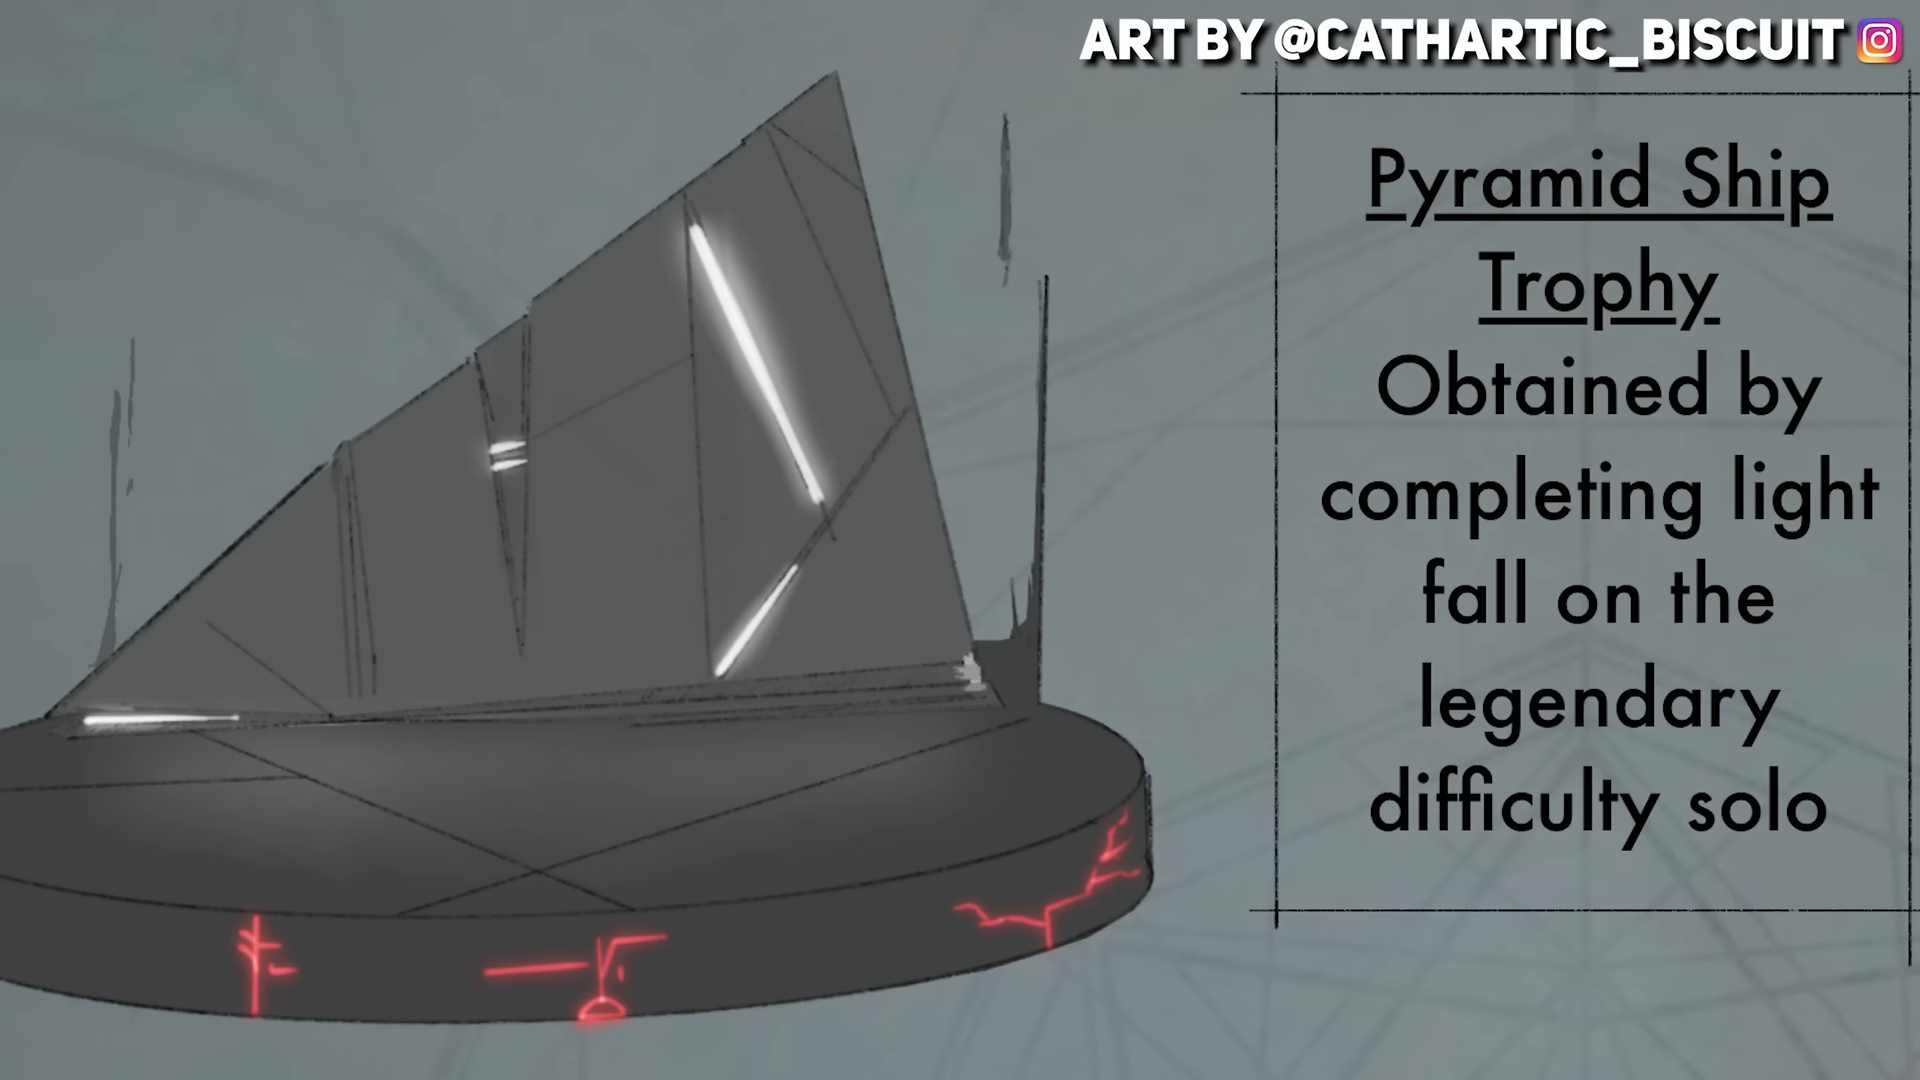 ART BY @CATHARTIC_BISCUIT
Pyramid Ship
Trophy
Obtained by
completing light
fall on the
legendary
difficulty solo